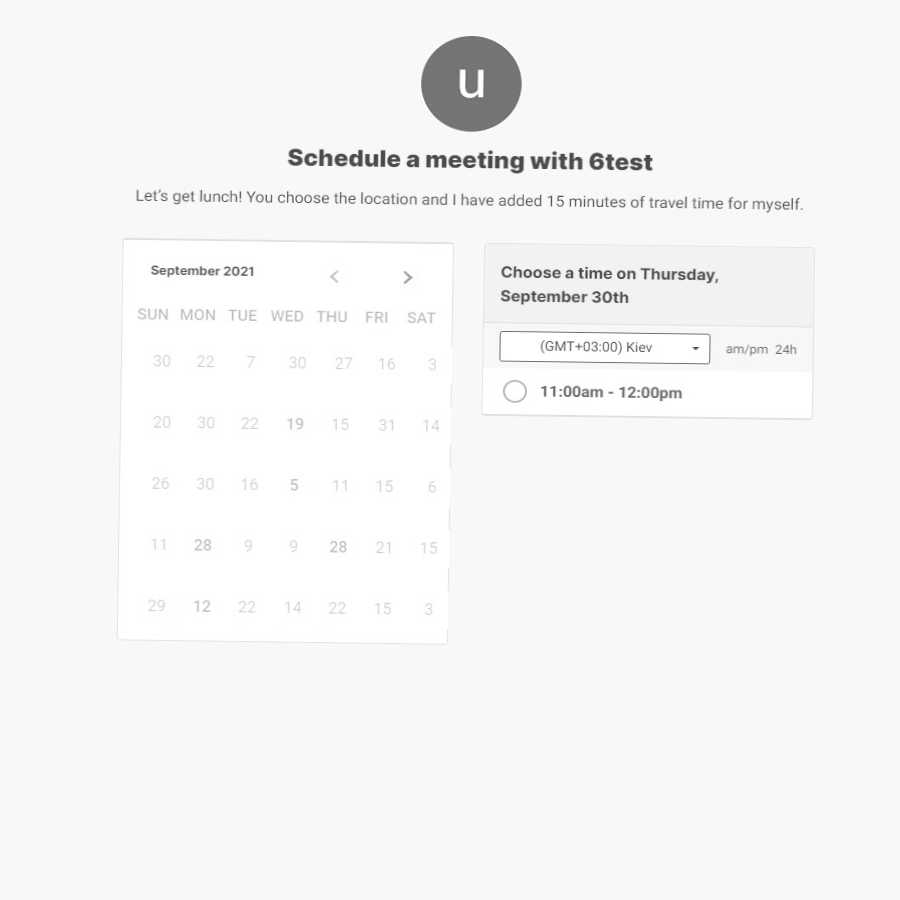 u
Schedule a meeting with 6test
Let's get lunch! You choose the location and I have added 15 minutes of travel time for myself.
September 2021
SUN MON TUE WED THU FRI SAT
30 22 7 30 27 16 3
20 30 22 19 15 31 14
26 30 16 5 11 15 6
11 28 9 9 28 21 15
29 12 22 14 22 15 3
Choose a time on Thursday,
September 30th
(GMT+03:00) Kiev
am/pm 24h
11:00am - 12:00pm